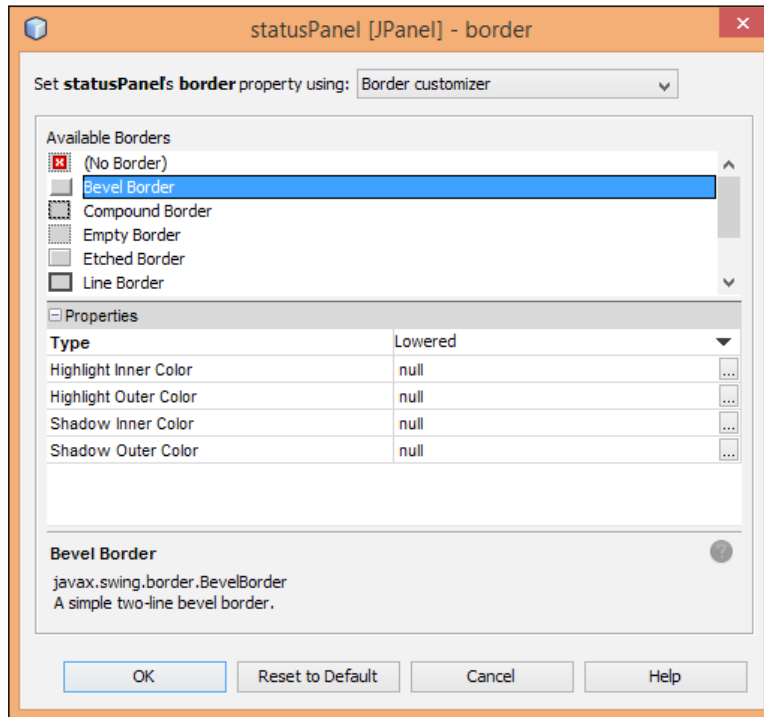 statusPanel [JPanel] - border
Set statusPanel's border property using: Border customizer
Available Borders
(No Border)
Bevel Border
Compound Border
Empty Border
Etched Border
Line Border
Properties
Type Lowered
Highlight Inner Color null ...
Highlight Outer Color null ...
Shadow Inner Color null ...
Shadow Outer Color null ...
Bevel Border
javax.swing.border.BevelBorder
A simple two-line bevel border.
OK Reset to Default Cancel Help